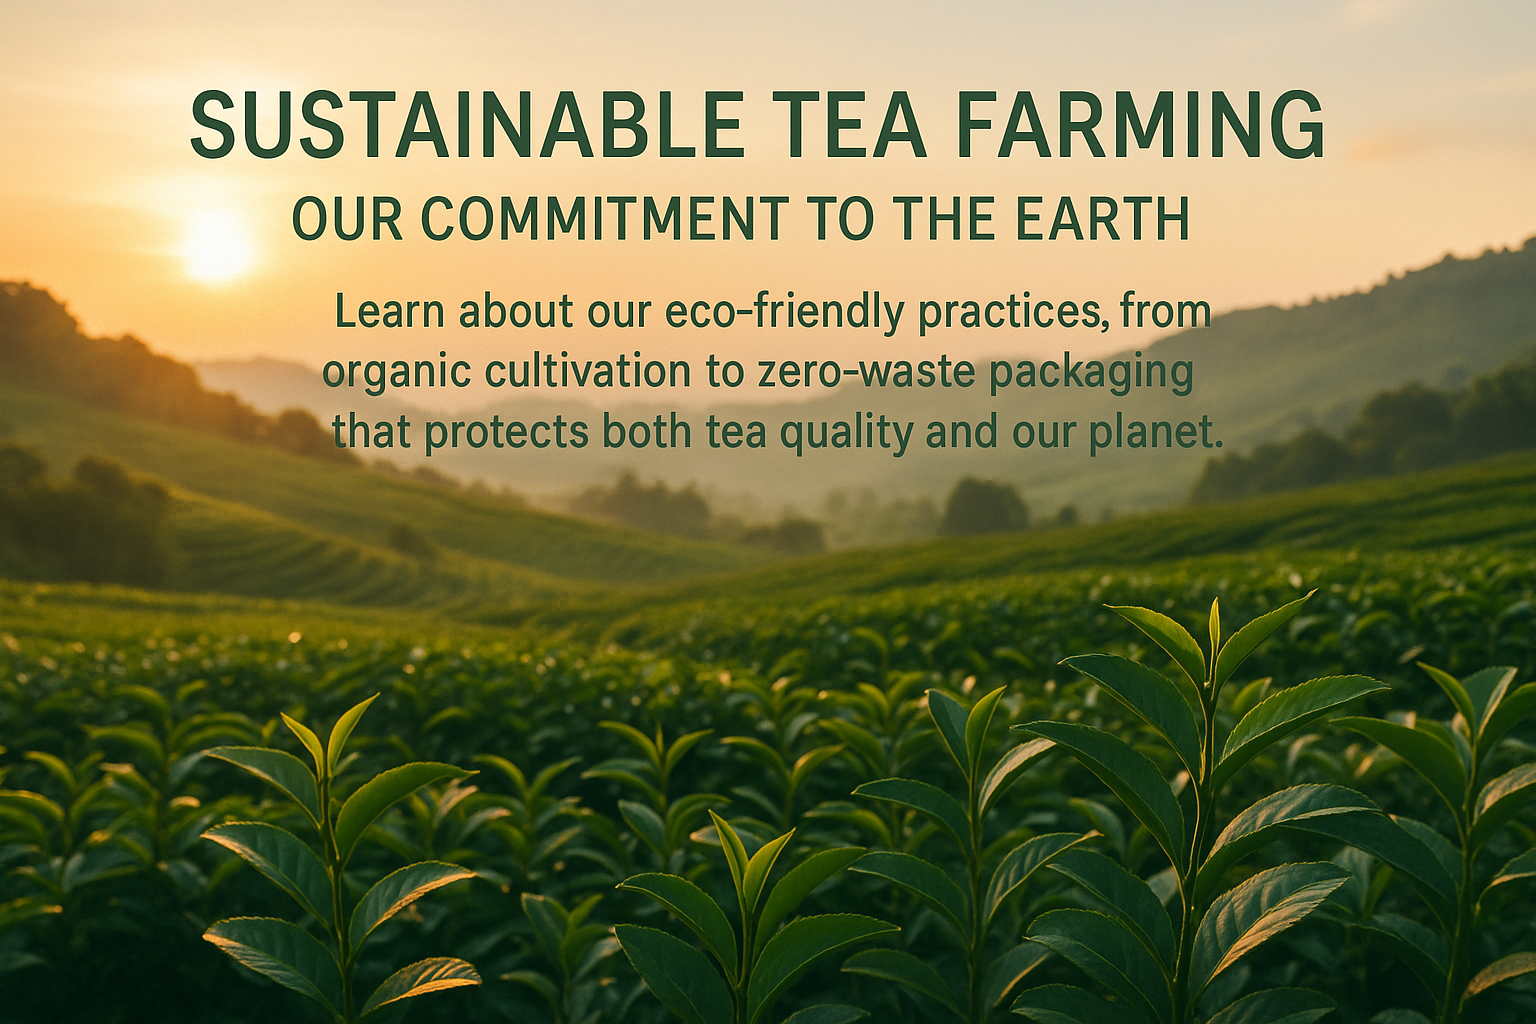 SUSTAINABLE TEA FARMING
OUR COMMITMENT TO THE EARTH
Learn about our eco-friendly practices, from
organic cultivation to zero-waste packaging
that protects both tea quality and our planet.